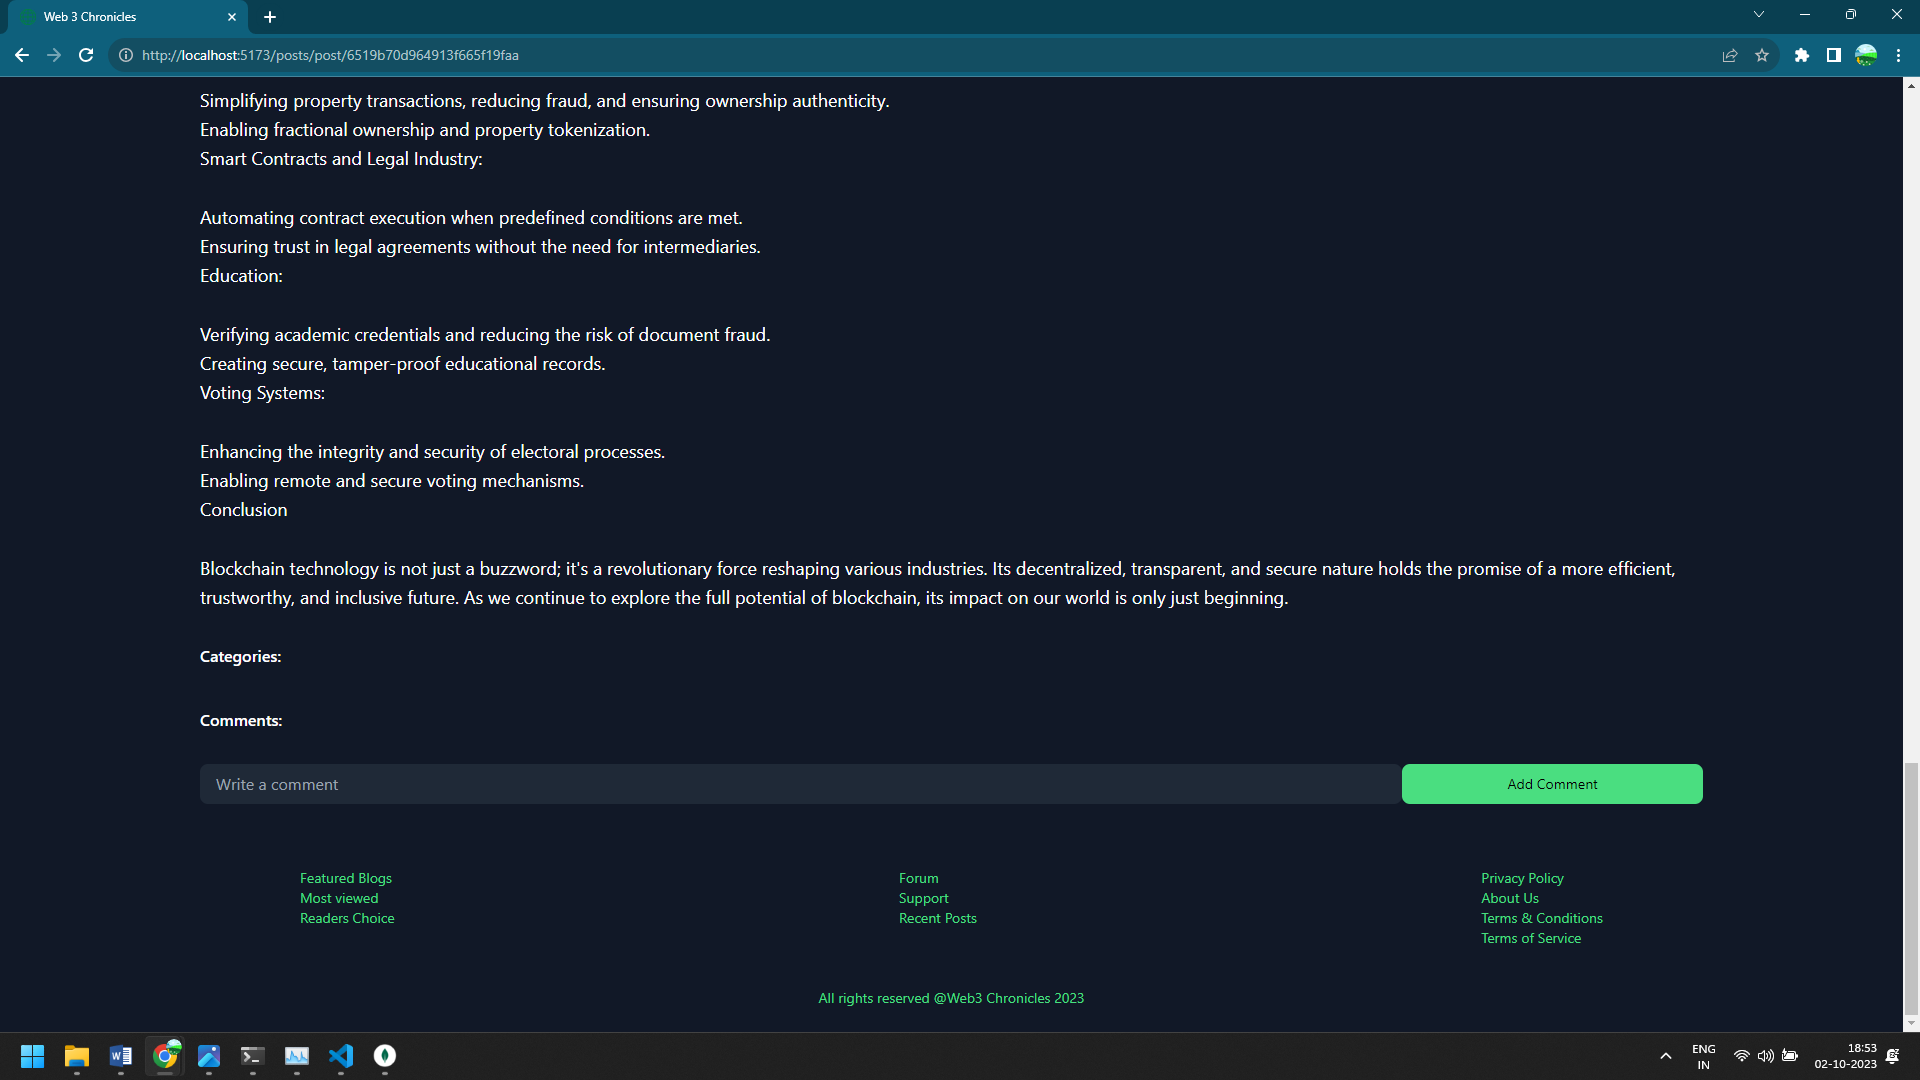 Web 3 Chronicles
http://localhost:5173/posts/post/6519b70d964913f665f19faa
Simplifying property transactions, reducing fraud, and ensuring ownership authenticity.
Enabling fractional ownership and property tokenization.
Smart Contracts and Legal Industry:
Automating contract execution when predefined conditions are met.
Ensuring trust in legal agreements without the need for intermediaries.
Education:
Verifying academic credentials and reducing the risk of document fraud.
Creating secure, tamper-proof educational records.
Voting Systems:
Enhancing the integrity and security of electoral processes.
Enabling remote and secure voting mechanisms.
Conclusion
Blockchain technology is not just a buzzword; it's a revolutionary force reshaping various industries. Its decentralized, transparent, and secure nature holds the promise of a more efficient,
trustworthy, and inclusive future. As we continue to explore the full potential of blockchain, its impact on our world is only just beginning.
Categories:
Comments:
Write a comment
Add Comment
Featured Blogs
Most viewed
Readers Choice
Forum
Support
Recent Posts
Privacy Policy
About Us
Terms & Conditions
Terms of Service
All rights reserved @Web3 Chronicles 2023
ENG
IN
18:53
02-10-2023